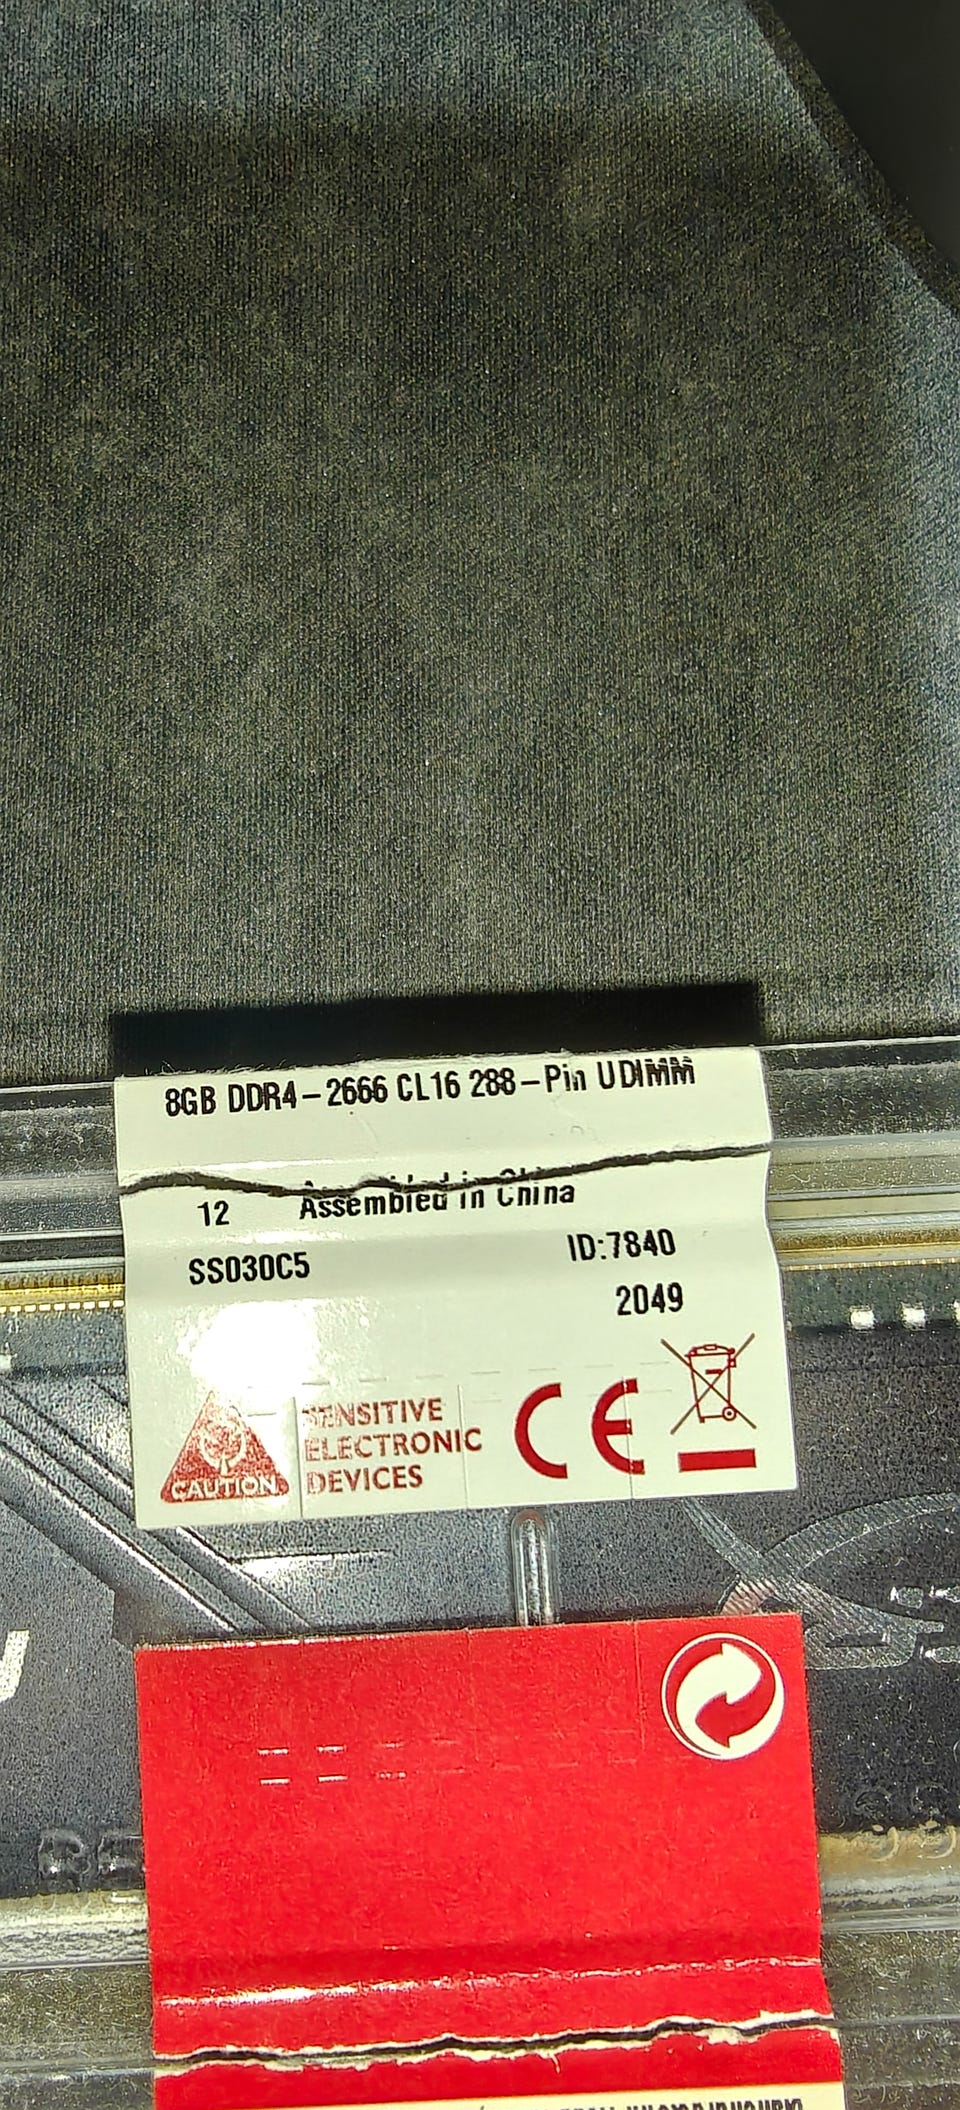 8GB DDR4-2666 CL16 288-Pin UDIMM
12 Assembled in China
SS030C5 ID:7840
2049
CAUTION
SENSITIVE
ELECTRONIC
DEVICES
CE